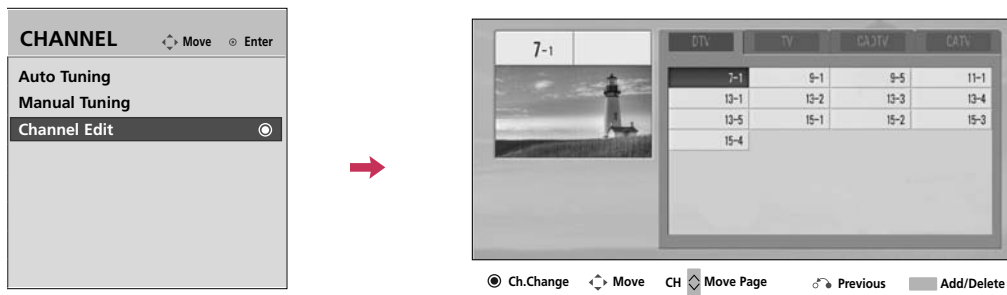 CHANNEL Move Enter
Auto Tuning
Manual Tuning
Channel Edit
7-1
DTV TV CADTV CATV
7-1 9-1 9-5 11-1
13-1 13-2 13-3 13-4
13-5 15-1 15-2 15-3
15-4
Ch.Change Move CH Move Page Previous Add/Delete